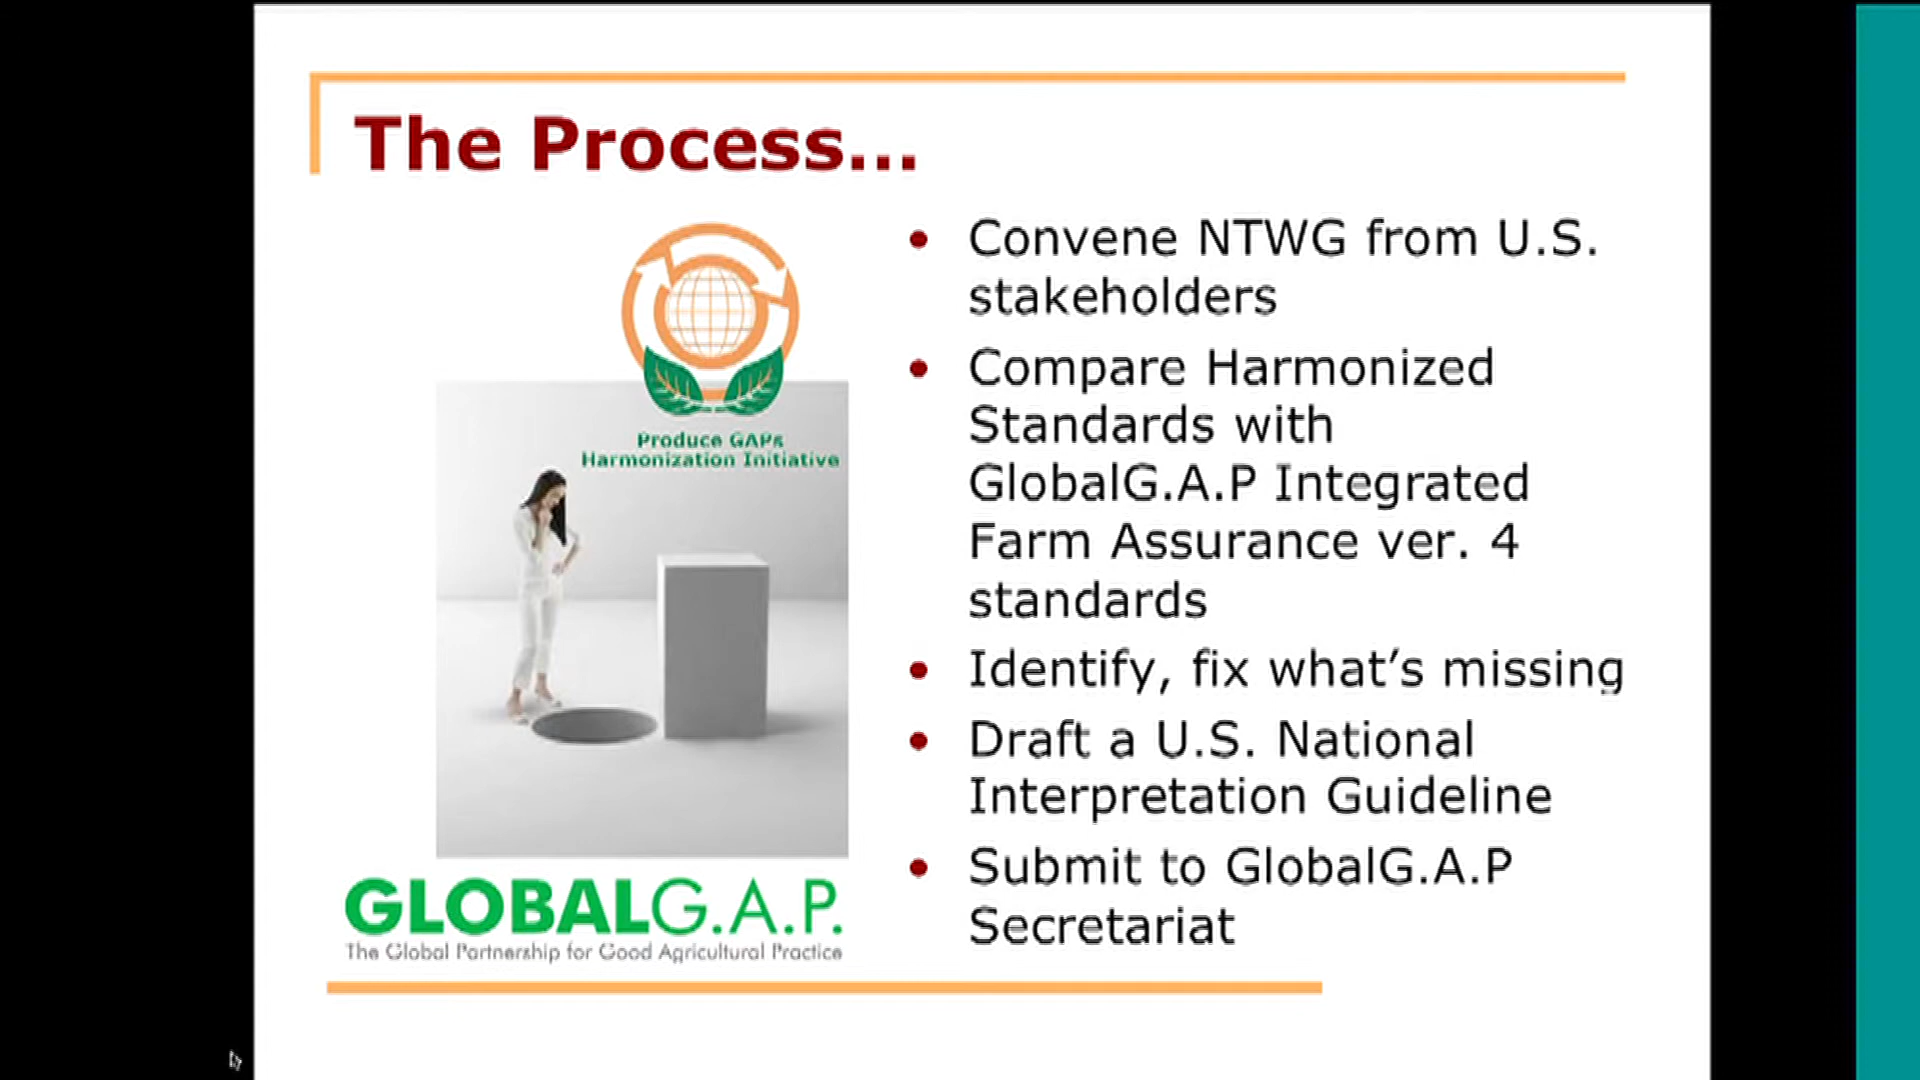 The Process...
Produce GAPs
Harmonization Initiative
GLOBALG.A.P.
The Global Partnership for Good Agricultural Practice
• Convene NTWG from U.S.
stakeholders
• Compare Harmonized
Standards with
GlobalG.A.P Integrated
Farm Assurance ver. 4
standards
• Identify, fix what’s missing
• Draft a U.S. National
Interpretation Guideline
• Submit to GlobalG.A.P
Secretariat